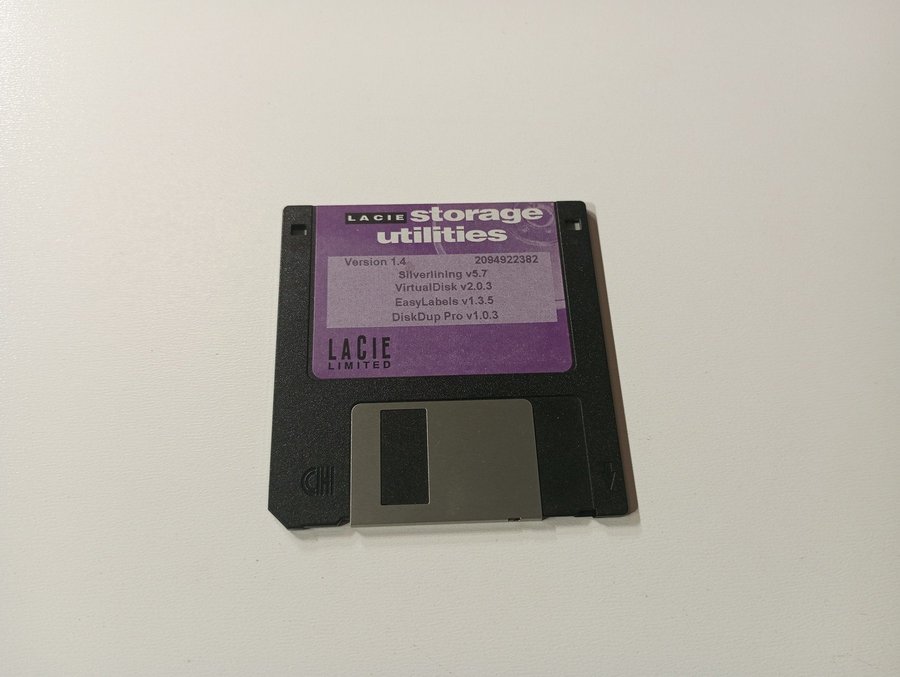 LACIE storage
utilities
Version 1.4 2094922382
Silverlining v5.7
VirtualDisk v2.0.3
EasyLabels v1.3.5
DiskDup Pro v1.0.3
LACIE
LIMITED